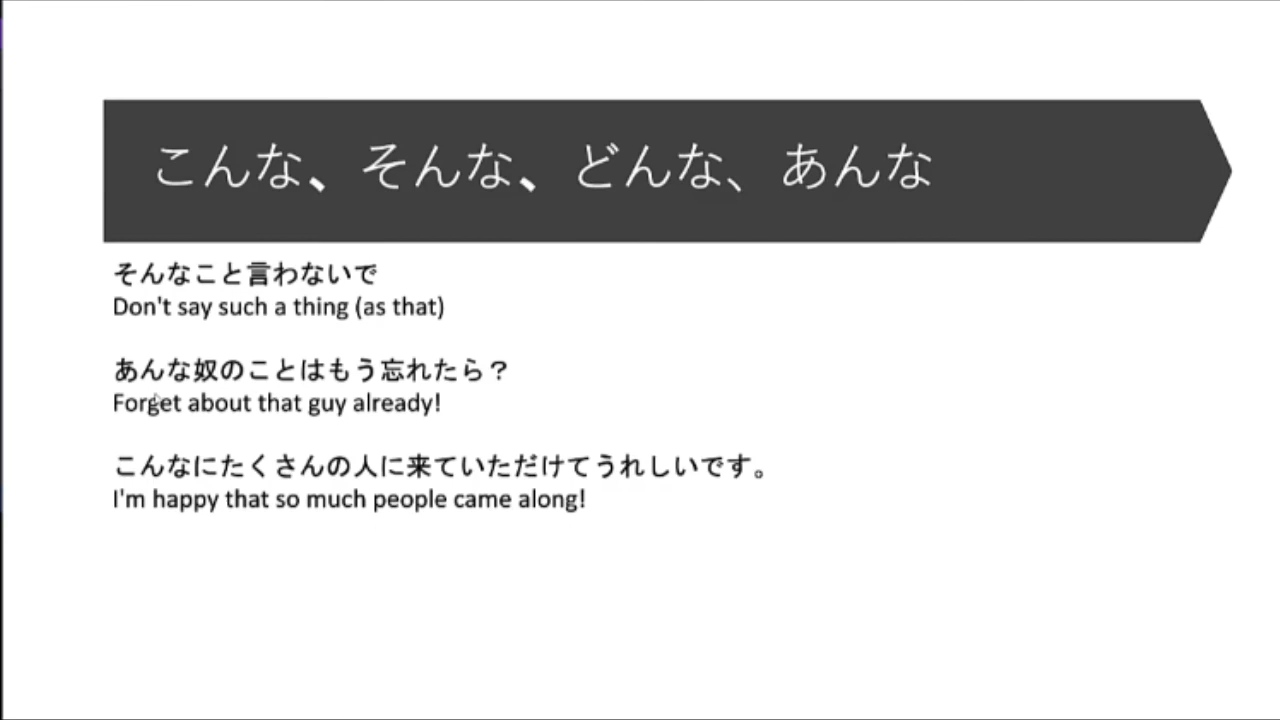 こんな、そんな、どんな、あんな
そんなこと言わないで
Don't say such a thing (as that)
あんな奴のことはもう忘れたら？
Forget about that guy already!
こんなにたくさんの人に来ていただけてうれしいです。
I'm happy that so much people came along!